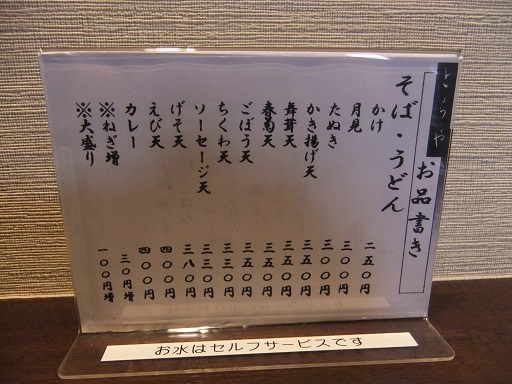 お品書き
そば・うどん
かけ 二五〇円
月見 三〇〇円
たぬき 三〇〇円
かき揚げ天 三五〇円
舞茸天 三五〇円
春菊天 三五〇円
ごぼう天 三五〇円
ちくわ天 三三〇円
ソーセージ天 三三〇円
げそ天 三八〇円
えび天 四〇〇円
カレー 四〇〇円
※ねぎ増 三〇円増
※大盛り 一〇〇円増
お水はセルフサービスです